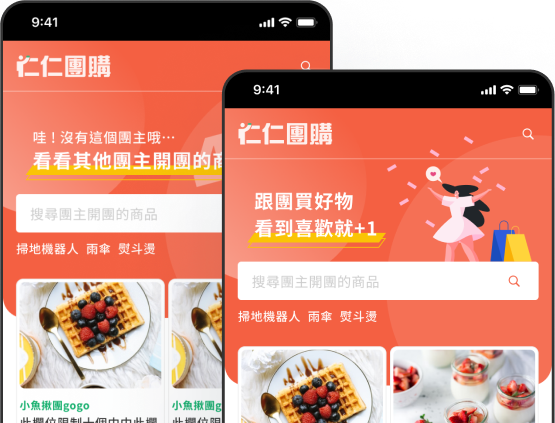 9:41
仁仁團購
哇！沒有這個團主哦…
看看其他團主開團的商
搜尋團主開團的商品
掃地機器人 雨傘 熨斗燙
小魚揪團gogo
小魚揪團g
9:41
仁仁團購
跟團買好物
看到喜歡就+1
搜尋團主開團的商品
掃地機器人 雨傘 熨斗燙